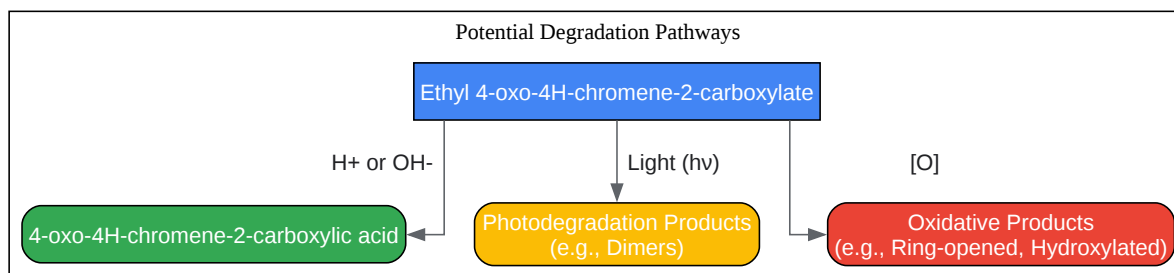 Potential Degradation Pathways
Ethyl 4-oxo-4H-chromene-2-carboxylate
H+ or OH-
Light (hν)
[O]
4-oxo-4H-chromene-2-carboxylic acid
Photodegradation Products
(e.g., Dimers)
Oxidative Products
(e.g., Ring-opened, Hydroxylated)